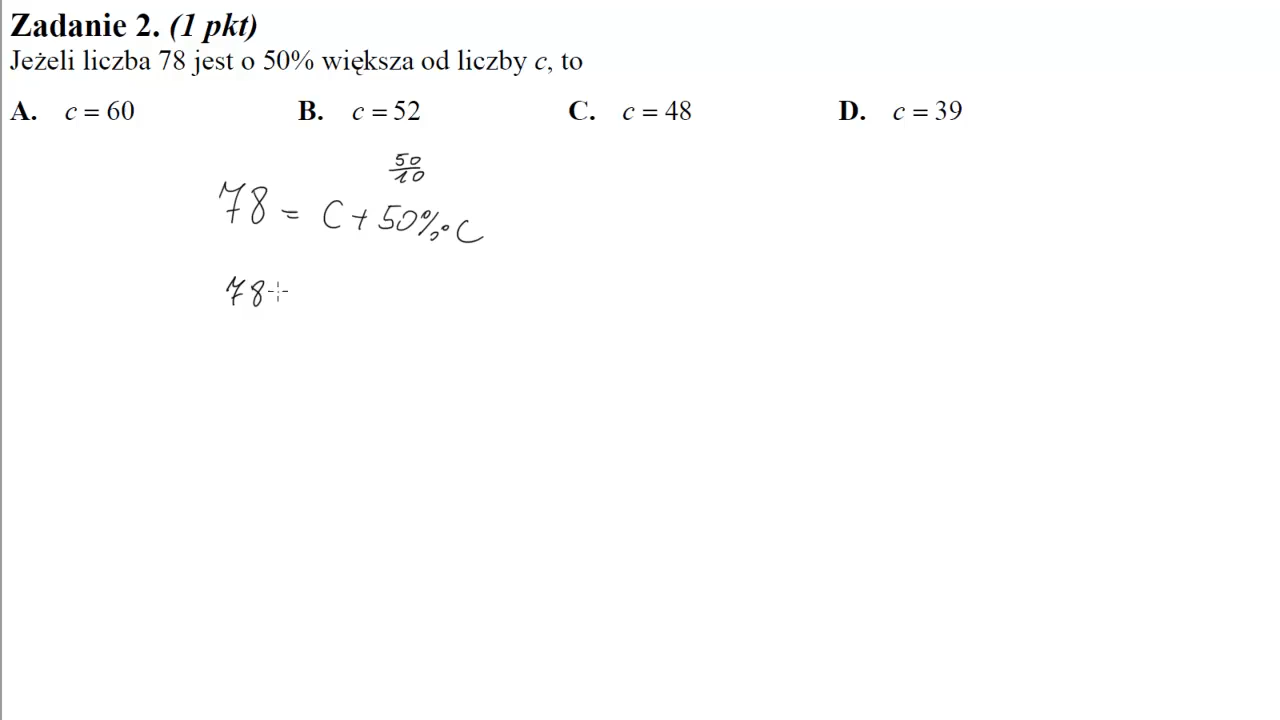 Zadanie 2. (1 pkt)
Jeżeli liczba 78 jest o 50% większa od liczby c, to
A. c = 60 B. c = 52 C. c = 48 D. c = 39
50
10
78 = C + 50% · C
78